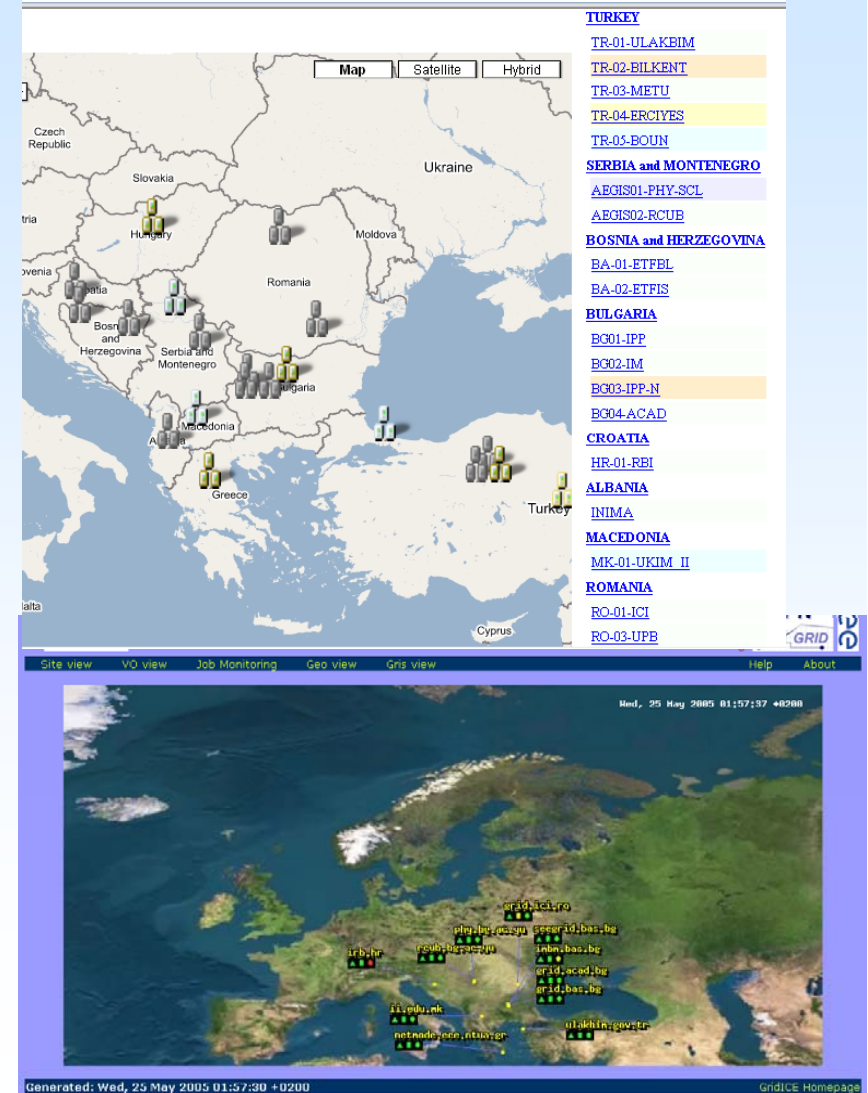 Map
Satellite
Hybrid
Czech
Republic
Slovakia
Ukraine
Hungary
Moldova
Romania
Herzegovina
and
Serbia and
Montenegro
Bulgaria
Macedonia
Greece
Turkey
Cyprus
TURKEY
TR-01-ULAKBIM
TR-02-BILKENT
TR-03-METU
TR-04-ERCIYES
TR-05-BOUN
SERBIA and MONTENEGRO
AEGIS01-PHY-SCL
AEGIS02-RCUB
BOSNIA and HERZEGOVINA
BA-01-ETFBL
BA-02-ETFIS
BULGARIA
BG01-IPP
BG02-IM
BG03-IPP-N
BG04-ACAD
CROATIA
HR-01-RBI
ALBANIA
INIMA
MACEDONIA
MK-01-UKIM_II
ROMANIA
RO-01-ICI
RO-03-UPB
GRID
Site view VO view Job Monitoring Geo view Gris view Help About
Wed, 25 May 2005 01:57:37 +0200
grid.ici.ro
phy.bg.ac.yu
seegrid.bas.bg
irb.hr
rcub.bg.ac.yu
imbm.bas.bg
grid.acad.bg
grid.bas.bg
ii.edu.mk
ulakbim.gov.tr
netmode.ece.ntua.gr
Generated: Wed, 25 May 2005 01:57:30 +0200
GridICE Homepage